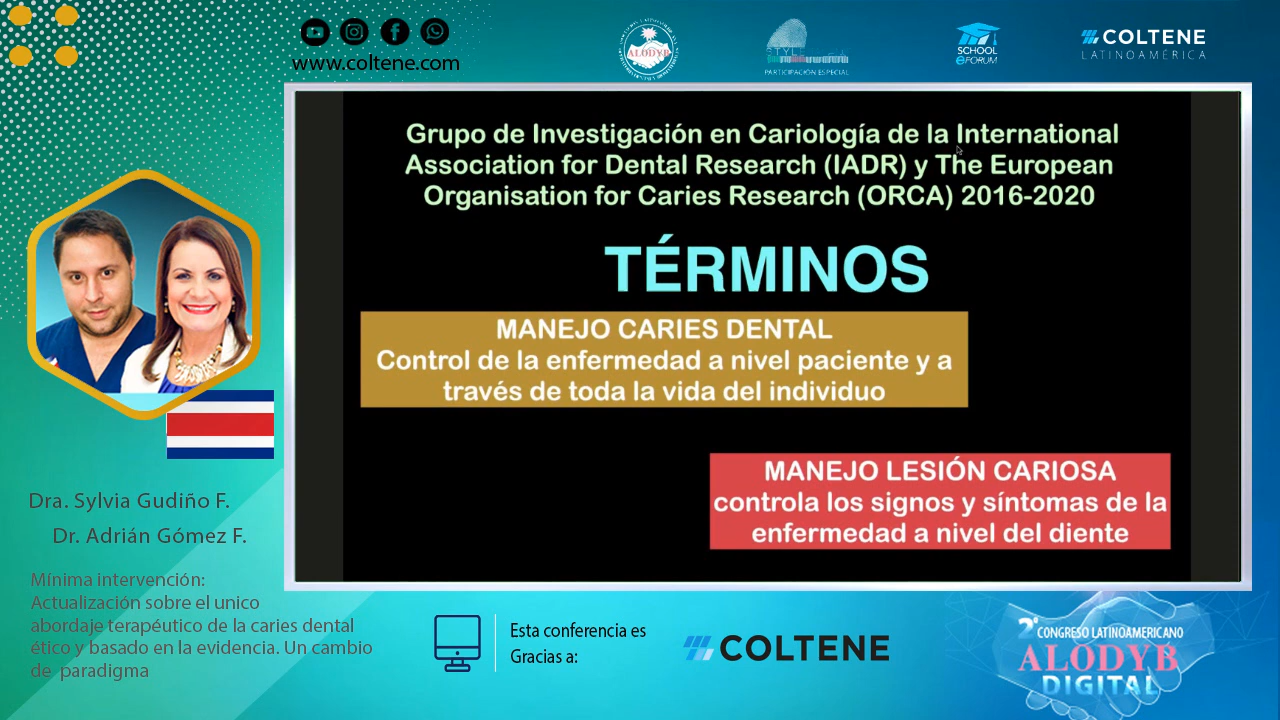 www.coltene.com
ALODYB
STYLE
PARTICIPACIÓN ESPECIAL
SCHOOL
eFORUM
COLTENE
LATINOAMÉRICA
Grupo de Investigación en Cariología de la International
Association for Dental Research (IADR) y The European
Organisation for Caries Research (ORCA) 2016-2020
TÉRMINOS
MANEJO CARIES DENTAL
Control de la enfermedad a nivel paciente y a
través de toda la vida del individuo
MANEJO LESIÓN CARIOSA
controla los signos y síntomas de la
enfermedad a nivel del diente
Dra. Sylvia Gudiño F.
Dr. Adrián Gómez F.
Mínima intervención:
Actualización sobre el unico
abordaje terapéutico de la caries dental
ético y basado en la evidencia. Un cambio
de paradigma
Esta conferencia es
Gracias a:
COLTENE
2º CONGRESO LATINOAMERICANO
ALODYB
DIGITAL